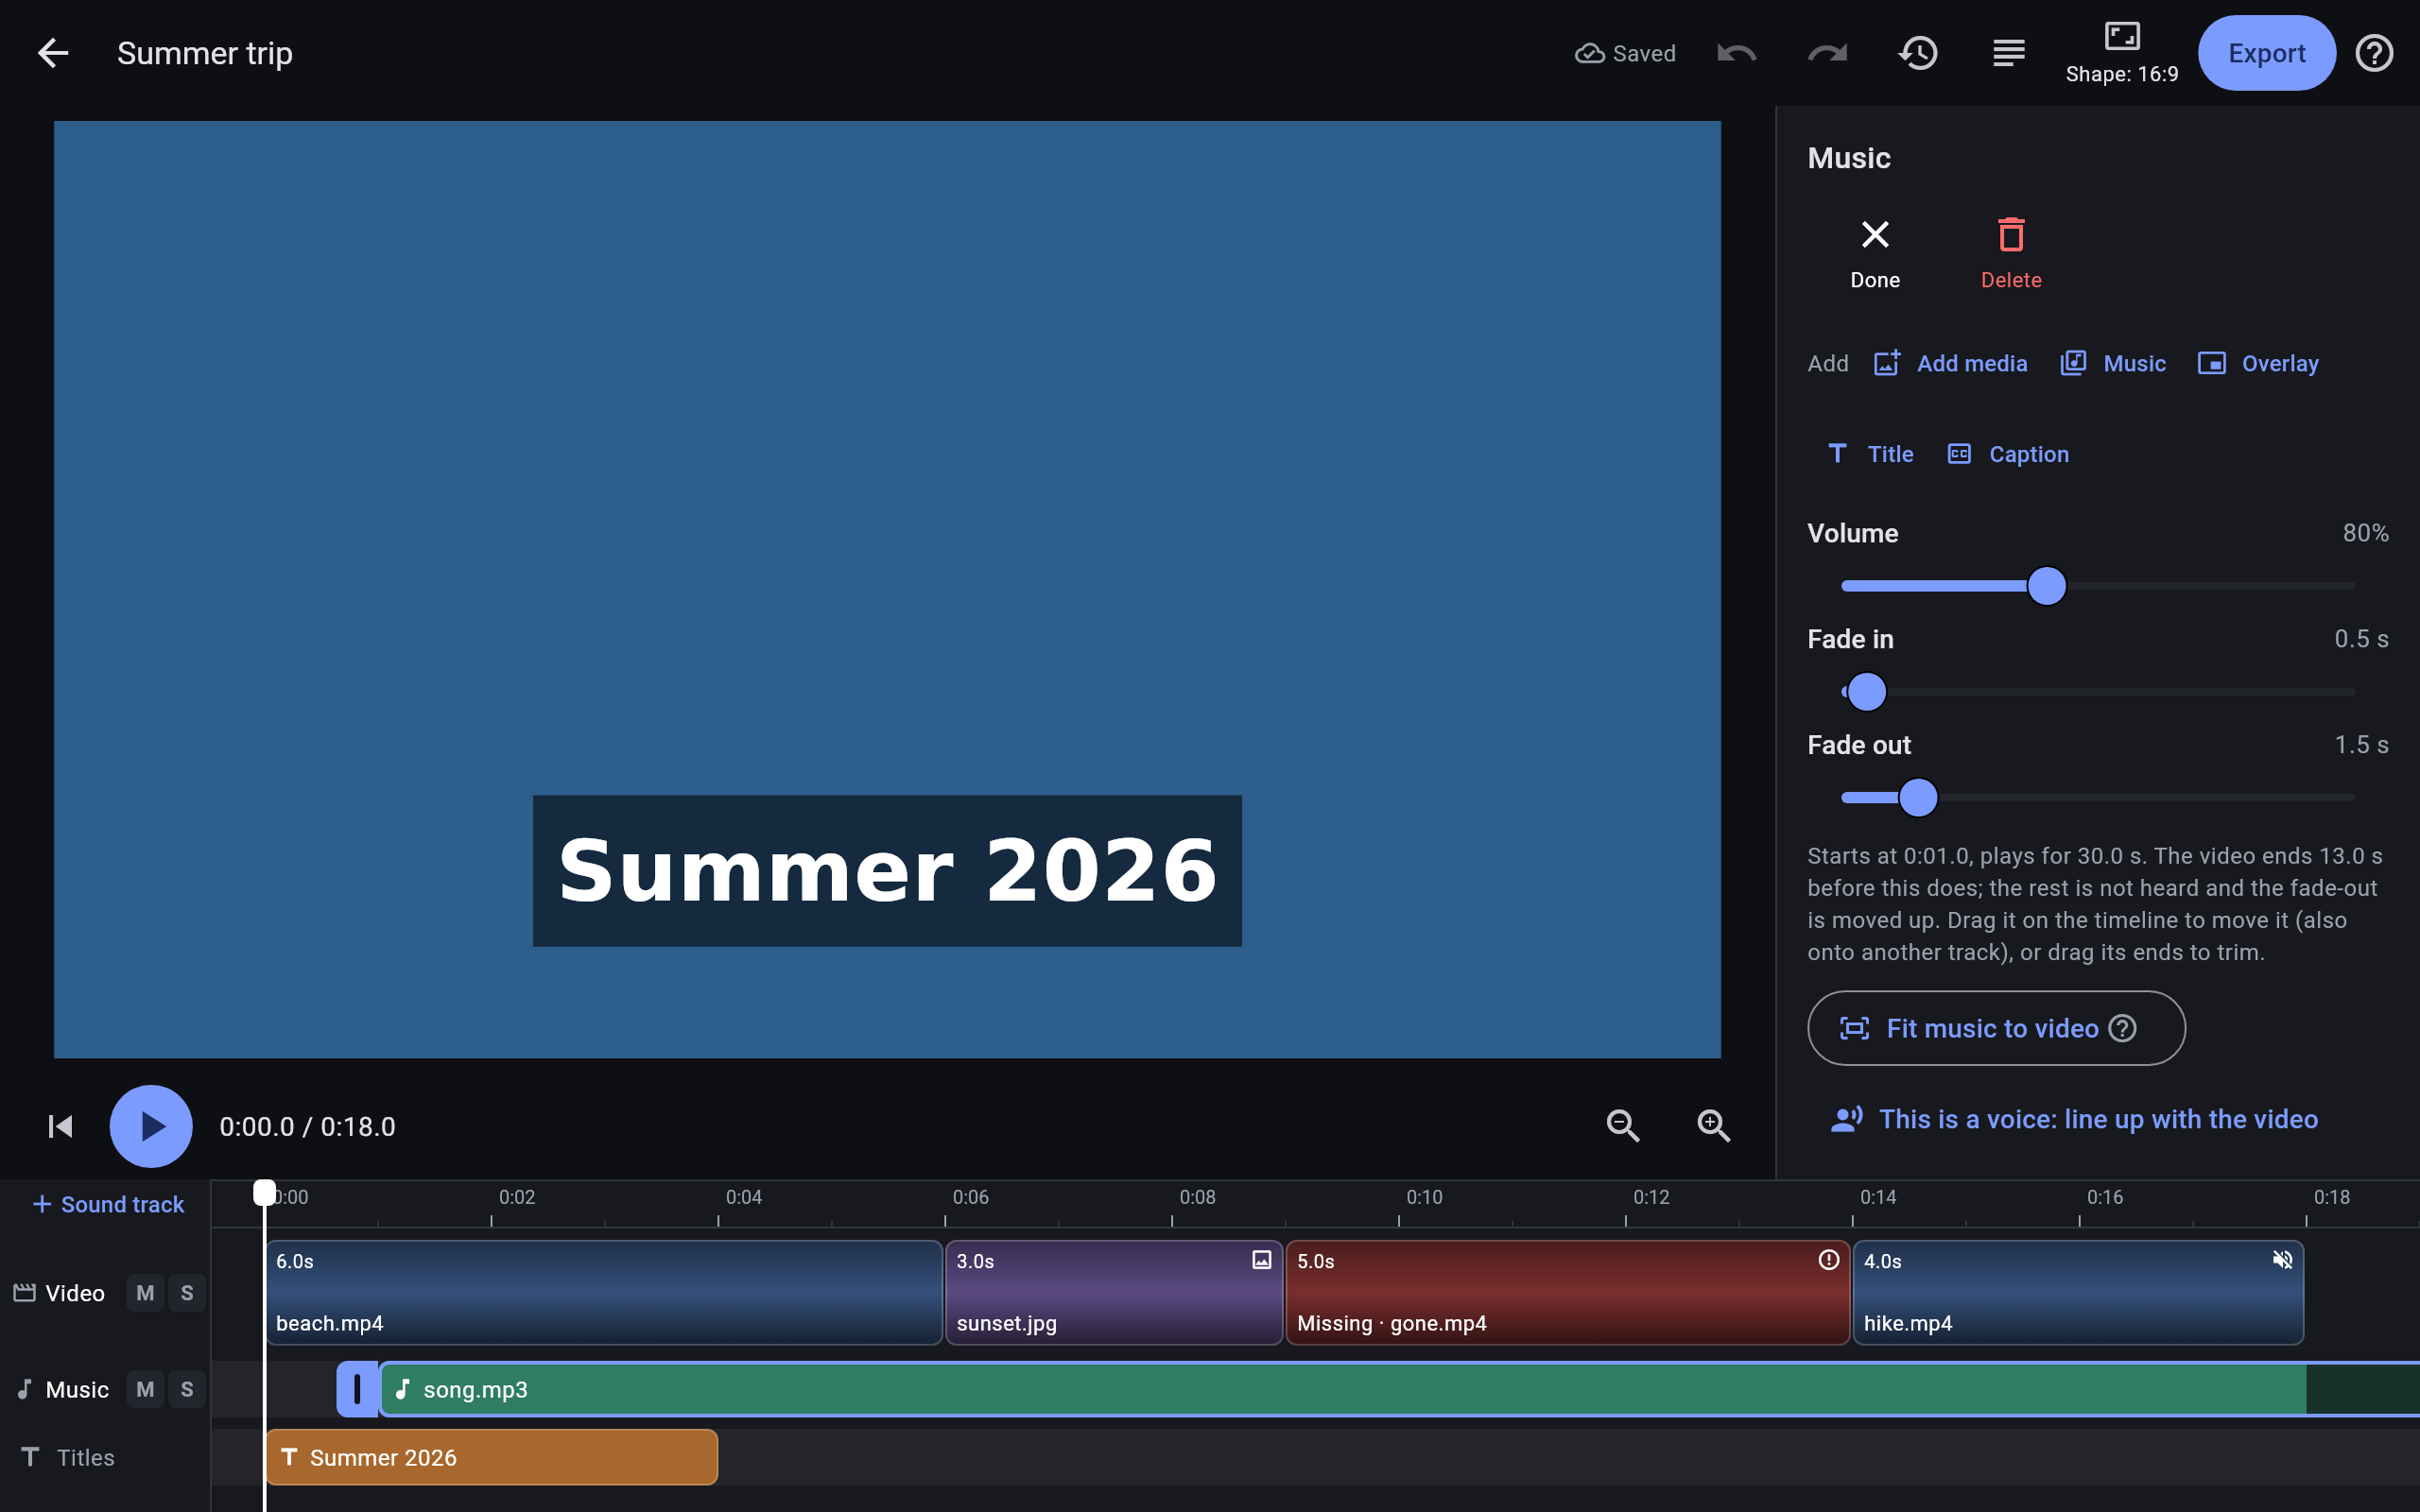 Summer trip
Saved
Shape: 16:9
Export
Music
Done
Delete
Add
Add media
Music
Overlay
Title
Caption
Volume
80%
Fade in
0.5 s
Fade out
1.5 s
Starts at 0:01.0, plays for 30.0 s. The video ends 13.0 s
before this does; the rest is not heard and the fade-out
is moved up. Drag it on the timeline to move it (also
onto another track), or drag its ends to trim.
Fit music to video
This is a voice: line up with the video
Summer 2026
0:00.0 / 0:18.0
Sound track
0:00
0:02
0:04
0:06
0:08
0:10
0:12
0:14
0:16
0:18
Video
M
S
6.0s
beach.mp4
3.0s
sunset.jpg
5.0s
Missing · gone.mp4
4.0s
hike.mp4
Music
M
S
song.mp3
Titles
Summer 2026